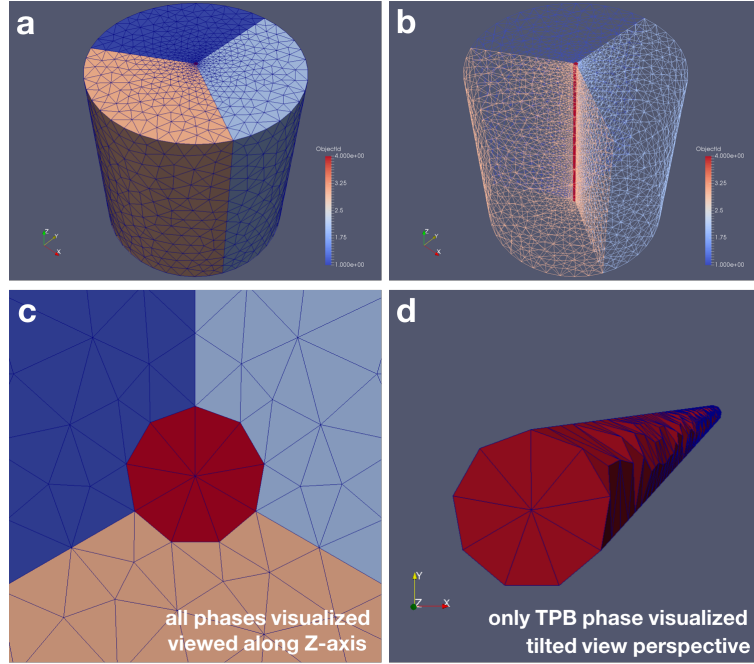 a
ObjectId
4.000e+00
3.25
2.5
1.75
1.000e+00
Z
Y
X
b
ObjectId
4.000e+00
3.25
2.5
1.75
1.000e+00
Z
Y
X
c
all phases visualized
viewed along Z-axis
d
Y
Z
X
only TPB phase visualized
tilted view perspective